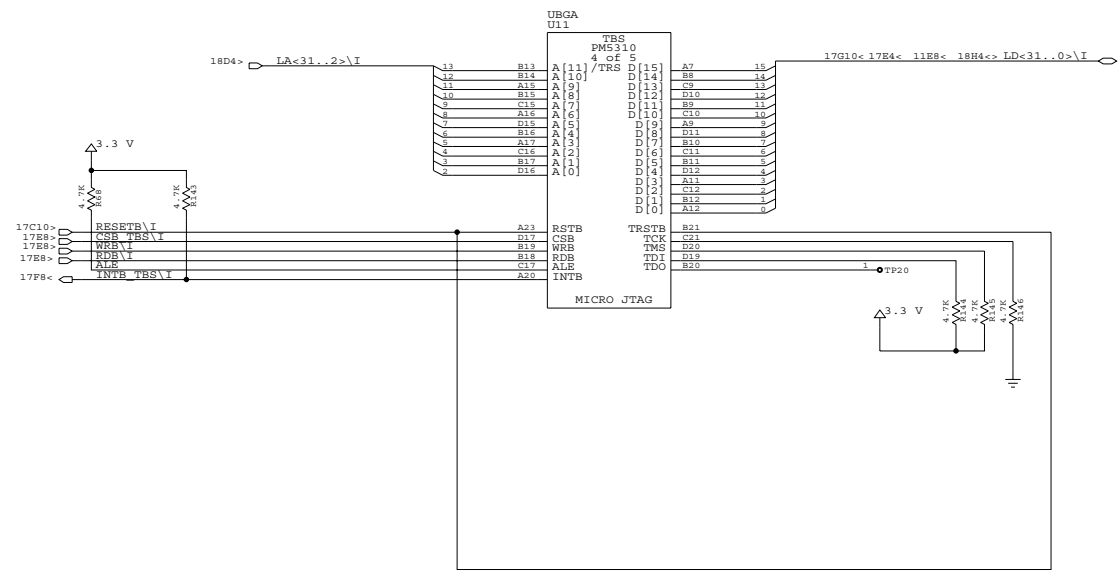 UBGA
U11
TBS
PM5310
4 of 5
18D4> LA<31..2>\I
17G10< 17E4< 11E8< 18H4<> LD<31..0>\I
13 B13 A[11]/TRS D[15] A7 15
12 B14 A[10] D[14] B8 14
11 A15 A[9] D[13] C9 13
10 B15 A[8] D[12] D10 12
9 C15 A[7] D[11] B9 11
8 A16 A[6] D[10] C10 10
7 D15 A[5] D[9] A9 9
6 B16 A[4] D[8] D11 8
5 A17 A[3] D[7] B10 7
4 C16 A[2] D[6] C11 6
3 B17 A[1] D[5] B11 5
2 D16 A[0] D[4] D12 4
D[3] A11 3
D[2] C12 2
D[1] B12 1
D[0] A12 0
3.3 V
4.7K R68
4.7K R143
17C10> RESETB\I A23 RSTB TRSTB B21
17E8> CSB_TBS\I D17 CSB TCK C21
17E8> WRB\I B19 WRB TMS D20
17E8> RDB\I B18 RDB TDI D19
ALE C17 ALE TDO B20 1 TP20
17F8< INTB_TBS\I A20 INTB
MICRO JTAG
3.3 V
4.7K R144
4.7K R145
4.7K R146